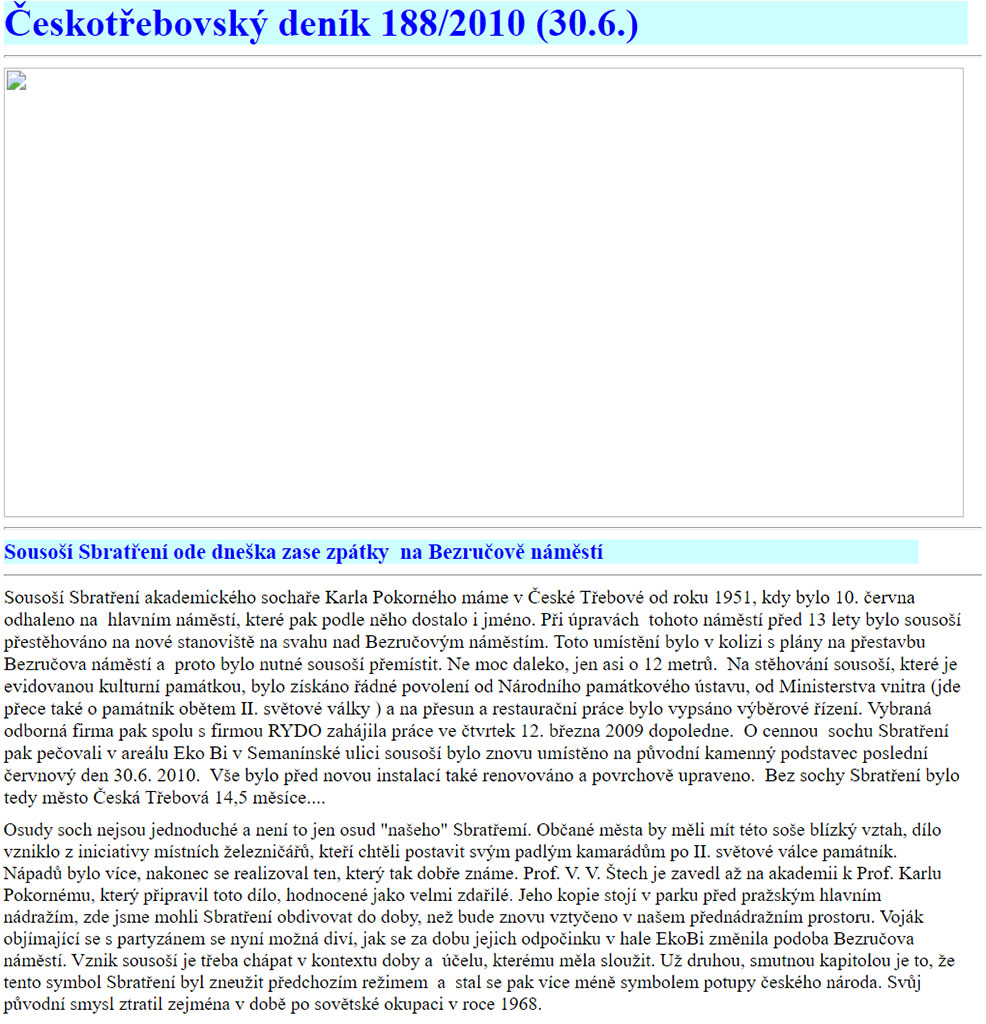 Českotřebovský deník 188/2010 (30.6.)
Sousoší Sbratření ode dneška zase zpátky  na Bezručově náměstí
Sousoší Sbratření akademického sochaře Karla Pokorného máme v České Třebové od roku 1951, kdy bylo 10. června
odhaleno na  hlavním náměstí, které pak podle něho dostalo i jméno. Při úpravách  tohoto náměstí před 13 lety bylo sousoší
přestěhováno na nové stanoviště na svahu nad Bezručovým náměstím. Toto umístění bylo v kolizi s plány na přestavbu
Bezručova náměstí a  proto bylo nutné sousoší přemístit. Ne moc daleko, jen asi o 12 metrů.  Na stěhování sousoší, které je
evidovanou kulturní památkou, bylo získáno řádné povolení od Národního památkového ústavu, od Ministerstva vnitra (jde
přece také o památník obětem II. světové války ) a na přesun a restaurační práce bylo vypsáno výběrové řízení. Vybraná
odborná firma pak spolu s firmou RYDO zahájila práce ve čtvrtek 12. března 2009 dopoledne.  O cennou  sochu Sbratření
pak pečovali v areálu Eko Bi v Semanínské ulici sousoší bylo znovu umístěno na původní kamenný podstavec poslední
červnový den 30.6. 2010.  Vše bylo před novou instalací také renovováno a povrchově upraveno.  Bez sochy Sbratření bylo
tedy město Česká Třebová 14,5 měsíce....
Osudy soch nejsou jednoduché a není to jen osud "našeho" Sbratřemí. Občané města by měli mít této soše blízký vztah, dílo
vzniklo z iniciativy místních železničářů, kteří chtěli postavit svým padlým kamarádům po II. světové válce památník.
Nápadů bylo více, nakonec se realizoval ten, který tak dobře známe. Prof. V. V. Štech je zavedl až na akademii k Prof. Karlu
Pokornému, který připravil toto dílo, hodnocené jako velmi zdařilé. Jeho kopie stojí v parku před pražským hlavním
nádražím, zde jsme mohli Sbratření obdivovat do doby, než bude znovu vztyčeno v našem přednádražním prostoru. Voják
objímající se s partyzánem se nyní možná diví, jak se za dobu jejich odpočinku v hale EkoBi změnila podoba Bezručova
náměstí. Vznik sousoší je třeba chápat v kontextu doby a  účelu, kterému měla sloužit. Už druhou, smutnou kapitolou je to, že
tento symbol Sbratření byl zneužit předchozím režimem  a  stal se pak více méně symbolem potupy českého národa. Svůj
původní smysl ztratil zejména v době po sovětské okupaci v roce 1968.